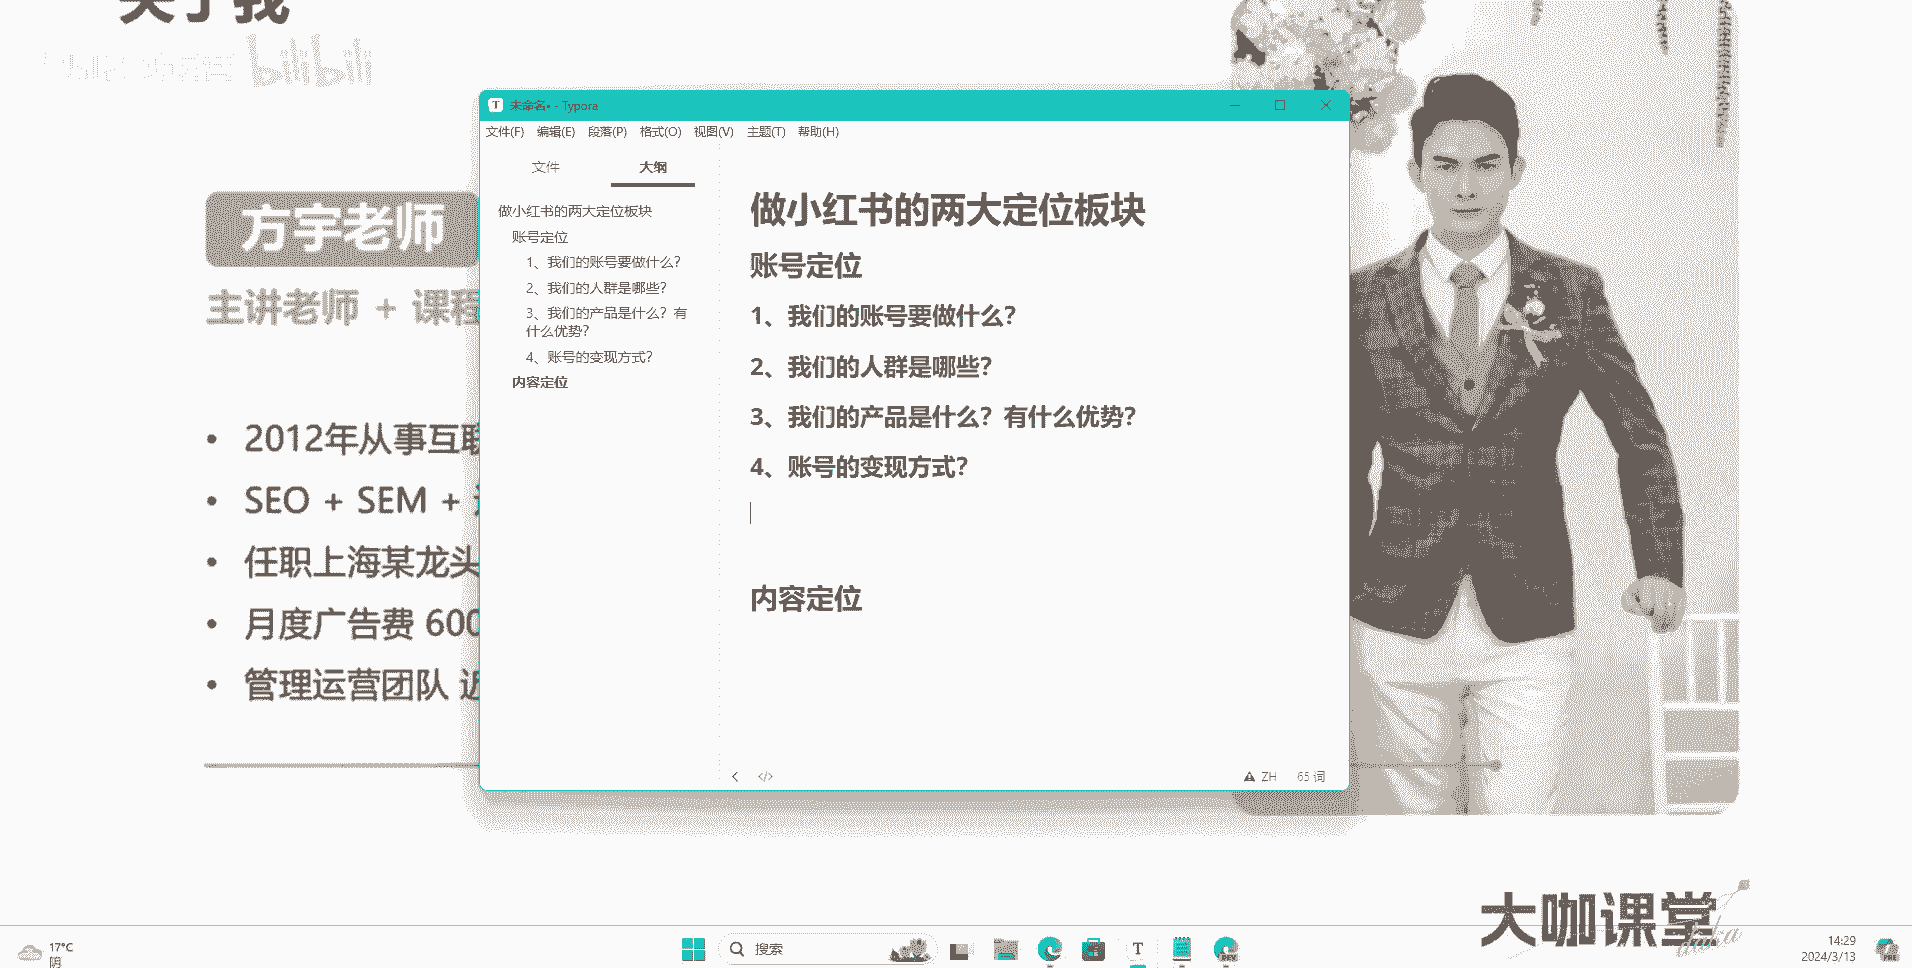 关于我
bilibili
方宇老师
主讲老师 + 课程
2012年从事互联
SEO + SEM +
任职上海某龙头
月度广告费 600
管理运营团队 近
未命名• - Typora
文件(F) 编辑(E) 段落(P) 格式(O) 视图(V) 主题(T) 帮助(H)
文件 大纲
做小红书的两大定位板块
账号定位
1、我们的账号要做什么？
2、我们的人群是哪些？
3、我们的产品是什么？有
什么优势？
4、账号的变现方式？
内容定位
做小红书的两大定位板块
账号定位
1、我们的账号要做什么？
2、我们的人群是哪些？
3、我们的产品是什么？有什么优势？
4、账号的变现方式？
内容定位
ZH 65 词
大咖课堂
17°C
阴
搜索
T
DEV
14:29
2024/3/13
PRE